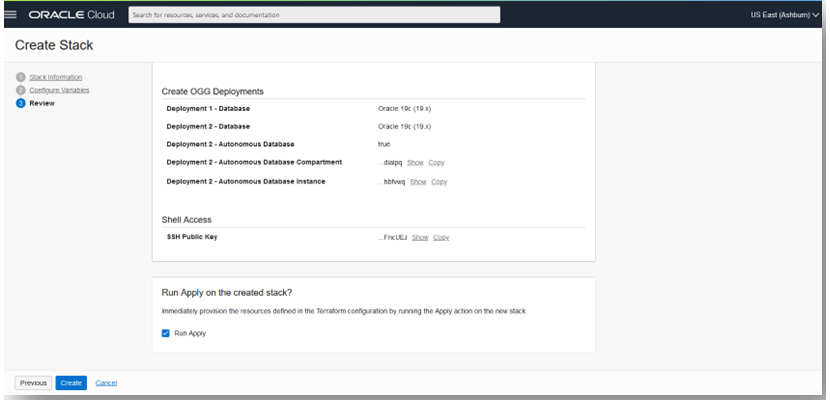 ORACLE Cloud
Search for resources, services, and documentation
US East (Ashburn)
Create Stack
1 Stack Information
2 Configure Variables
3 Review
Create OGG Deployments
Deployment 1 - Database Oracle 19c (19.x)
Deployment 2 - Database Oracle 19c (19.x)
Deployment 2 - Autonomous Database true
Deployment 2 - Autonomous Database Compartment ...dialpq Show Copy
Deployment 2 - Autonomous Database Instance ...hbfvwq Show Copy
Shell Access
SSH Public Key ...FncUEJ Show Copy
Run Apply on the created stack?
Immediately provision the resources defined in the Terraform configuration by running the Apply action on the new stack.
Run Apply
Previous Create Cancel